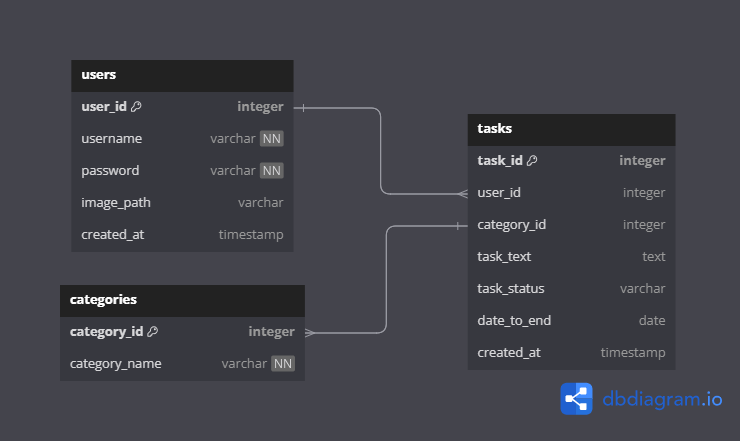 users
user_id integer
username varchar NN
password varchar NN
image_path varchar
created_at timestamp
categories
category_id integer
category_name varchar NN
tasks
task_id integer
user_id integer
category_id integer
task_text text
task_status varchar
date_to_end date
created_at timestamp
dbdiagram.io